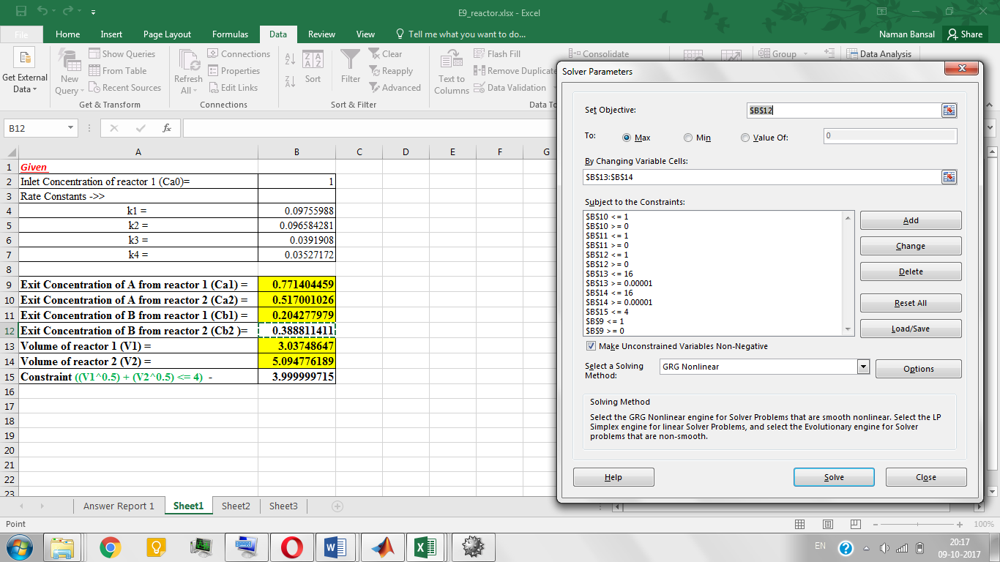 E9_reactor.xlsx - Excel
File Home Insert Page Layout Formulas Data Review View Tell me what you want to do... Naman Bansal Share
Get External Data
New Query
Show Queries
From Table
Recent Sources
Get & Transform
Refresh All
Connections
Properties
Edit Links
Connections
Sort
Filter
Clear
Reapply
Advanced
Sort & Filter
Text to Columns
Flash Fill
Remove Duplicate
Data Validation
Data To
Consolidate
Group
Data Analysis
B12
fx
A B C D E F G
1 Given
2 Inlet Concentration of reactor 1 (Ca0)= 1
3 Rate Constants ->>
4 k1 = 0.09755988
5 k2 = 0.096584281
6 k3 = 0.0391908
7 k4 = 0.03527172
8
9 Exit Concentration of A from reactor 1 (Ca1) = 0.771404459
10 Exit Concentration of A from reactor 2 (Ca2) = 0.517001026
11 Exit Concentration of B from reactor 1 (Cb1) = 0.204277979
12 Exit Concentration of B from reactor 2 (Cb2 )= 0.388811411
13 Volume of reactor 1 (V1) = 3.03748647
14 Volume of reactor 2 (V2) = 5.094776189
15 Constraint ((V1^0.5) + (V2^0.5) <= 4) - 3.999999715
16
17
18
19
20
21
22
23
Answer Report 1 Sheet1 Sheet2 Sheet3
Point
100%
Solver Parameters
Set Objective: $B$12
To: Max Min Value Of: 0
By Changing Variable Cells:
$B$13:$B$14
Subject to the Constraints:
$B$10 <= 1
$B$10 >= 0
$B$11 <= 1
$B$11 >= 0
$B$12 <= 1
$B$12 >= 0
$B$13 <= 16
$B$13 >= 0.00001
$B$14 <= 16
$B$14 >= 0.00001
$B$15 <= 4
$B$9 <= 1
$B$9 >= 0
Add
Change
Delete
Reset All
Load/Save
Make Unconstrained Variables Non-Negative
Select a Solving Method: GRG Nonlinear
Options
Solving Method
Select the GRG Nonlinear engine for Solver Problems that are smooth nonlinear. Select the LP
Simplex engine for linear Solver Problems, and select the Evolutionary engine for Solver
problems that are non-smooth.
Help Solve Close
EN
20:17
09-10-2017